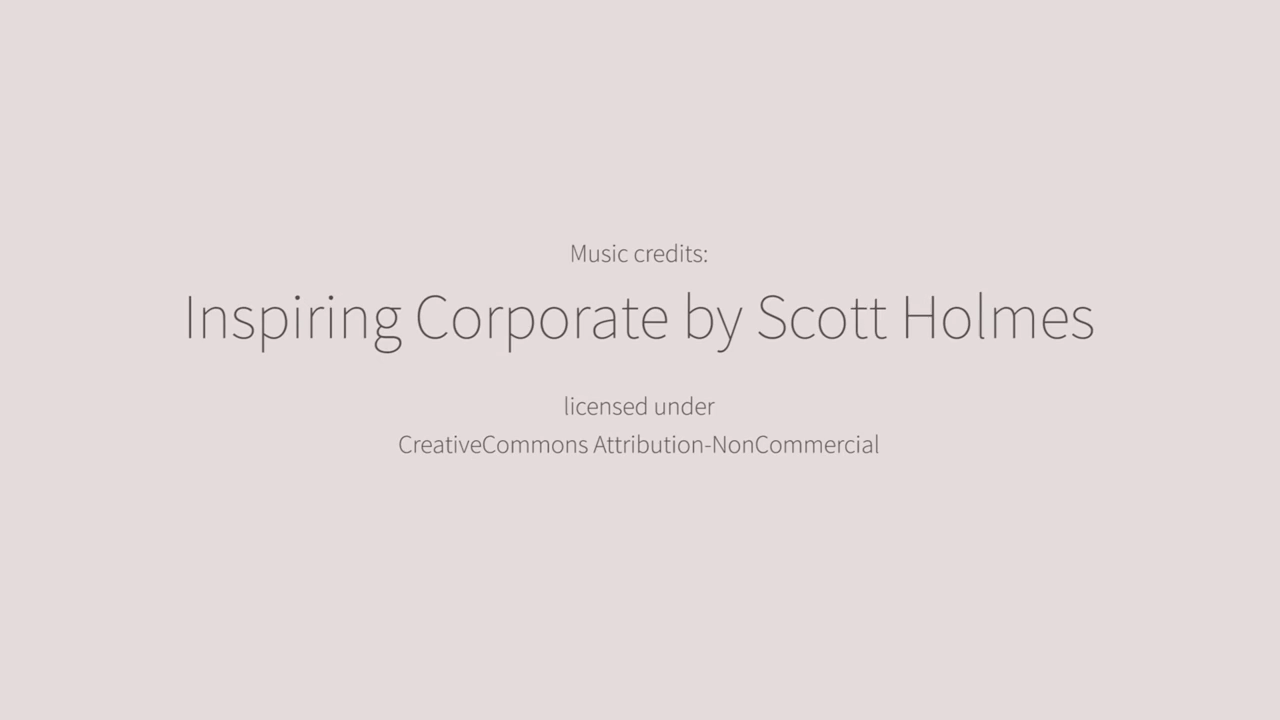 Music credits:
Inspiring Corporate by Scott Holmes
licensed under
CreativeCommons Attribution-NonCommercial